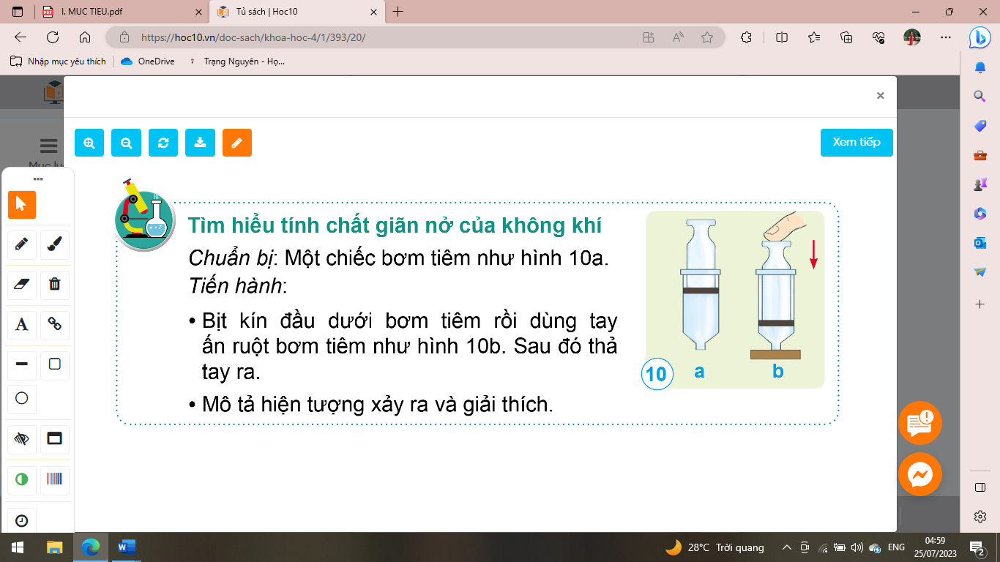 I. MUC TIEU.pdf
Tủ sách | Hoc10
https://hoc10.vn/doc-sach/khoa-hoc-4/1/393/20/
Nhập mục yêu thích
OneDrive
Trạng Nguyên - Họ...
Xem tiếp
Tìm hiểu tính chất giãn nở của không khí
Chuẩn bị: Một chiếc bơm tiêm như hình 10a.
Tiến hành:
• Bịt kín đầu dưới bơm tiêm rồi dùng tay
ấn ruột bơm tiêm như hình 10b. Sau đó thả
tay ra.
• Mô tả hiện tượng xảy ra và giải thích.
10
a
b
A
28°C Trời quang
ENG
04:59
25/07/2023
2